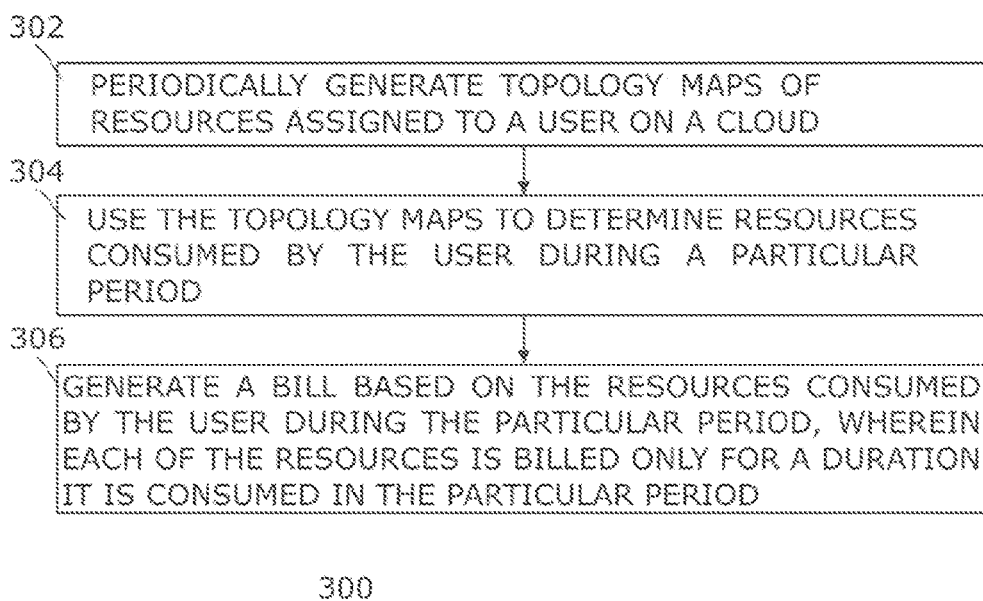 302
PERIODICALLY GENERATE TOPOLOGY MAPS OF
RESOURCES ASSIGNED TO A USER ON A CLOUD
304
USE THE TOPOLOGY MAPS TO DETERMINE RESOURCES
CONSUMED BY THE USER DURING A PARTICULAR
PERIOD
306
GENERATE A BILL BASED ON THE RESOURCES CONSUMED
BY THE USER DURING THE PARTICULAR PERIOD, WHEREIN
EACH OF THE RESOURCES IS BILLED ONLY FOR A DURATION
IT IS CONSUMED IN THE PARTICULAR PERIOD
300